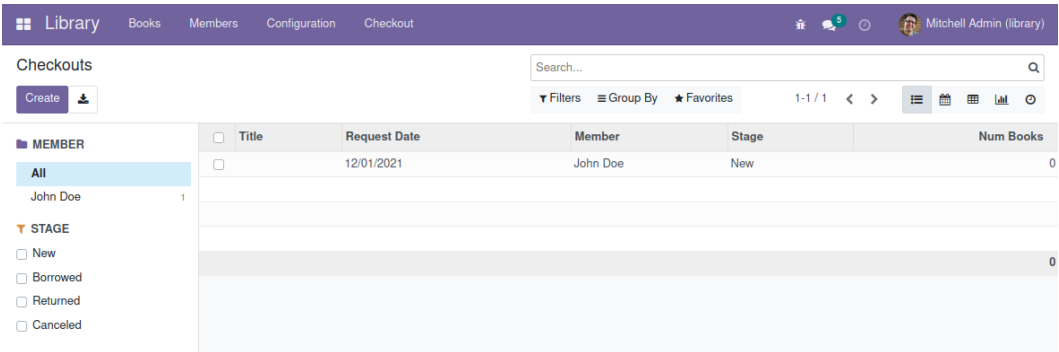 Library Books Members Configuration Checkout 5 Mitchell Admin (library)
Checkouts
Search...
Create
Filters Group By Favorites 1-1 / 1
MEMBER
All
John Doe 1
STAGE
New
Borrowed
Returned
Canceled
Title Request Date Member Stage Num Books
12/01/2021 John Doe New 0
0